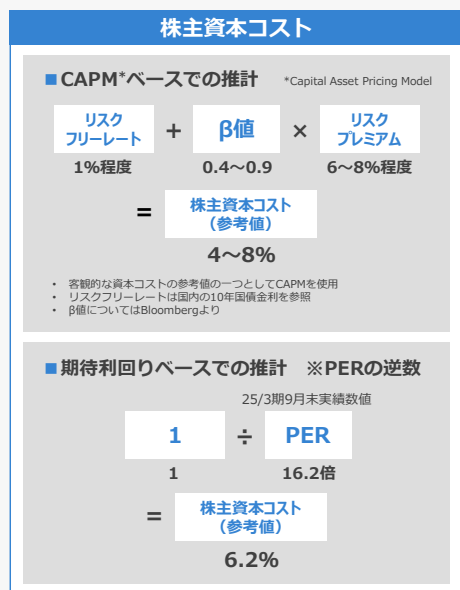 株主資本コスト
■CAPM*ベースでの推計 *Capital Asset Pricing Model
リスク
フリーレート
+
β値
×
リスク
プレミアム
1%程度 0.4～0.9 6～8%程度
=
株主資本コスト
（参考値）
4～8%
• 客観的な資本コストの参考値の一つとしてCAPMを使用
• リスクフリーレートは国内の10年国債金利を参照
• β値についてはBloombergより
■期待利回りベースでの推計 ※PERの逆数
25/3期9月末実績数値
1 ÷ PER
1 16.2倍
=
株主資本コスト
（参考値）
6.2%